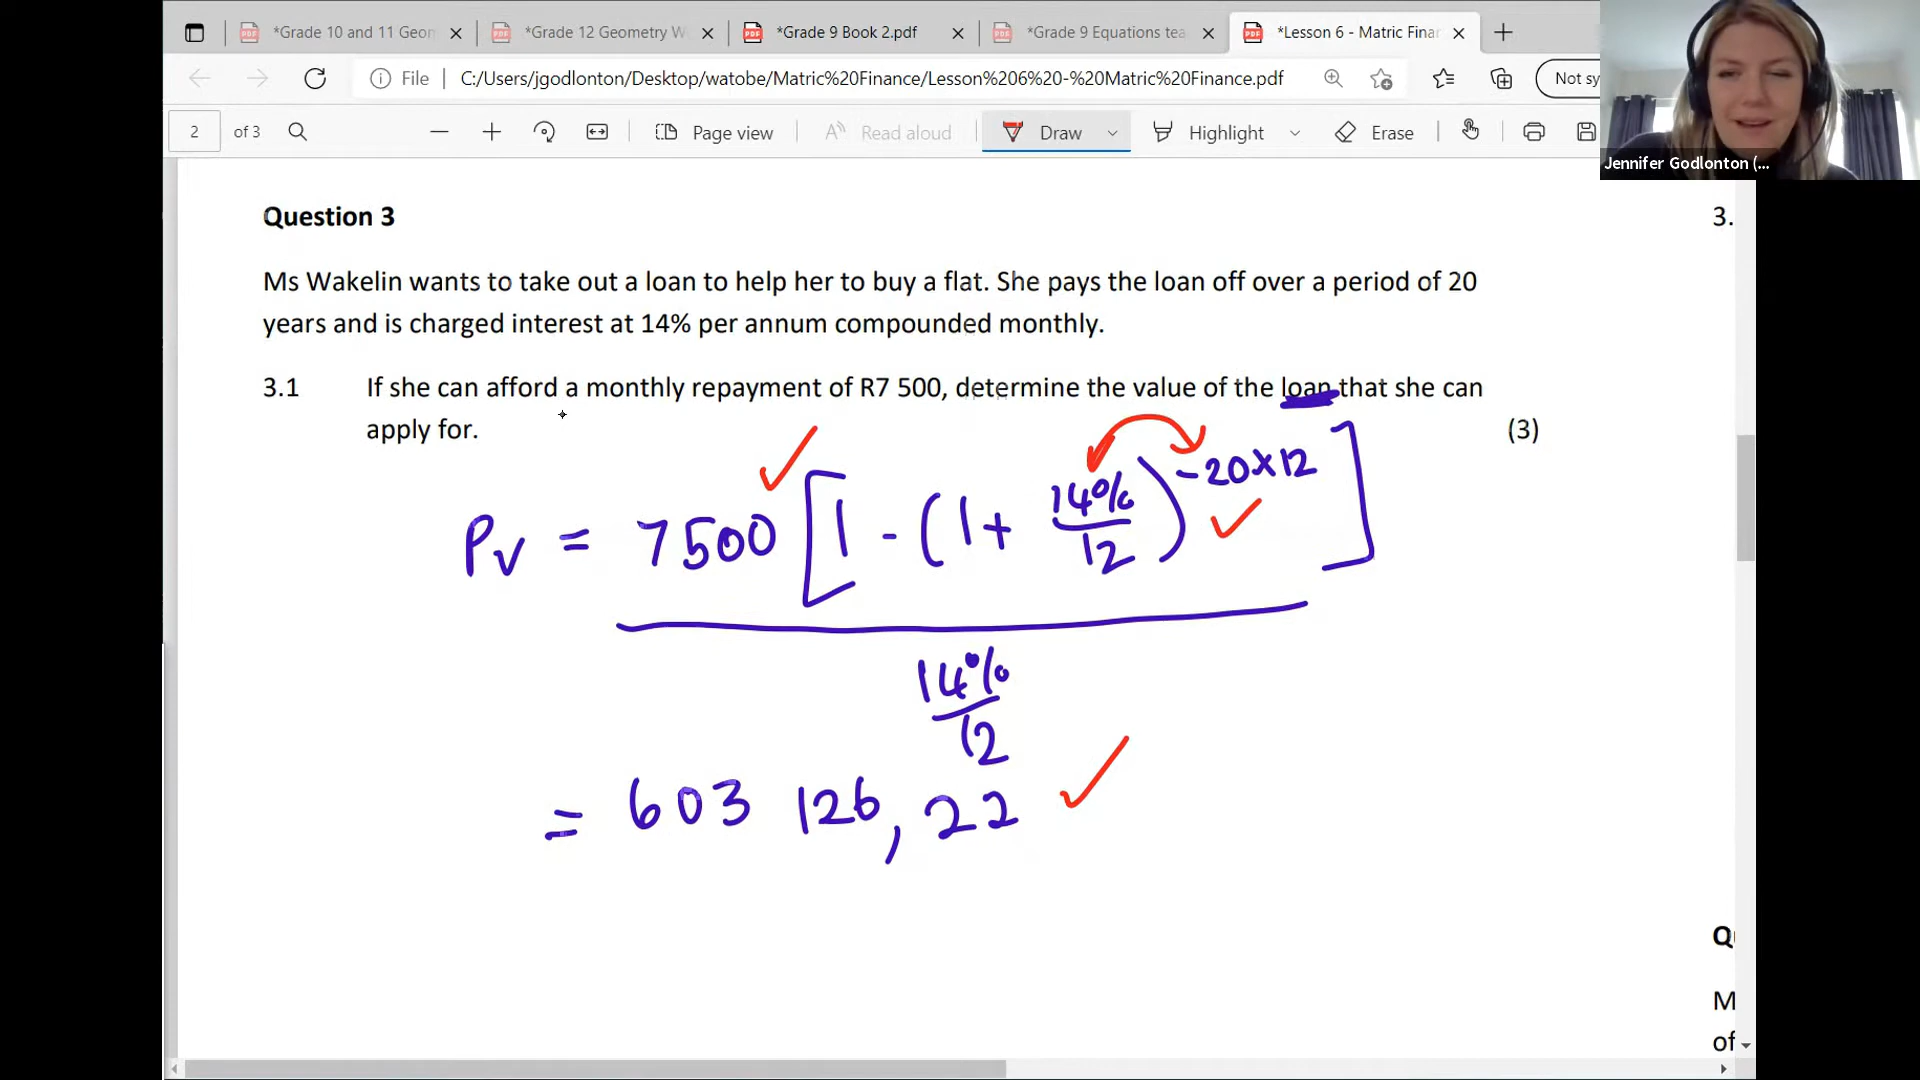 *Grade 10 and 11 Geon
*Grade 12 Geometry W
*Grade 9 Book 2.pdf
*Grade 9 Equations tea
*Lesson 6 - Matric Finan
File C:/Users/jgodlonton/Desktop/watobe/Matric%20Finance/Lesson%206%20-%20Matric%20Finance.pdf
Not sy
2 of 3
Page view
Read aloud
Draw
Highlight
Erase
Jennifer Godlonton (...
Question 3
3.
Ms Wakelin wants to take out a loan to help her to buy a flat. She pays the loan off over a period of 20
years and is charged interest at 14% per annum compounded monthly.
3.1 If she can afford a monthly repayment of R7 500, determine the value of the loan that she can
apply for. (3)
Pv = 7500 [1 - (1 + 14%/12)^-20×12]
14%
12
= 603 126,22
Q
M
of